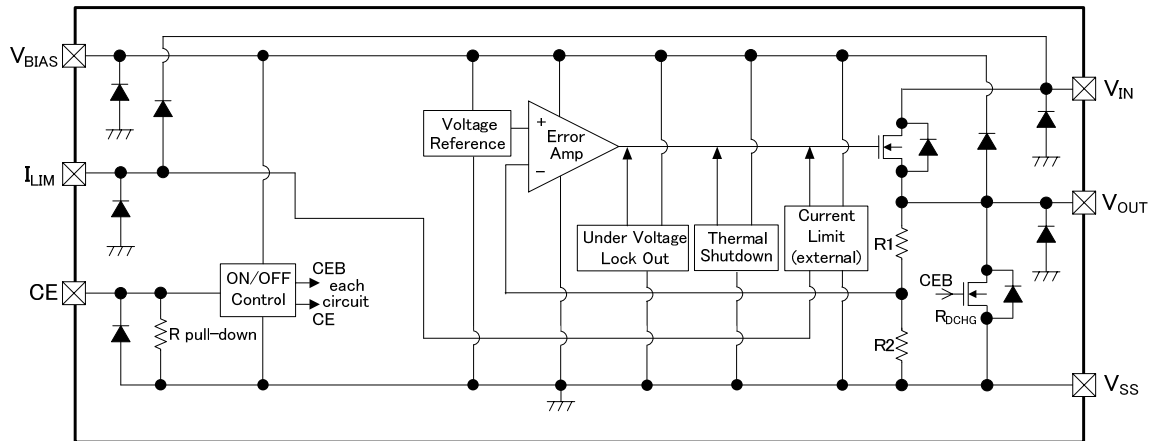 VBIAS
VIN
Voltage
Reference
+
Error
Amp
−
ILIM
VOUT
Under Voltage
Lock Out
Thermal
Shutdown
Current
Limit
(external)
R1
CE
ON/OFF
Control
CEB
each
circuit
CE
CEB
RDCHG
R pull-down
R2
VSS